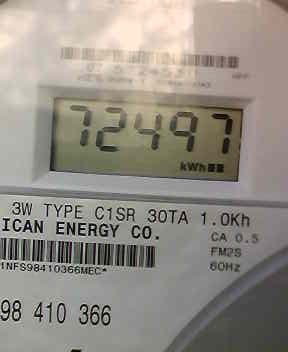 72497
kWh
3W TYPE C1SR 30TA 1.0Kh
ICAN ENERGY CO.
CA 0.5
FM2S
60Hz
1NFS98410366MEC*
98 410 366